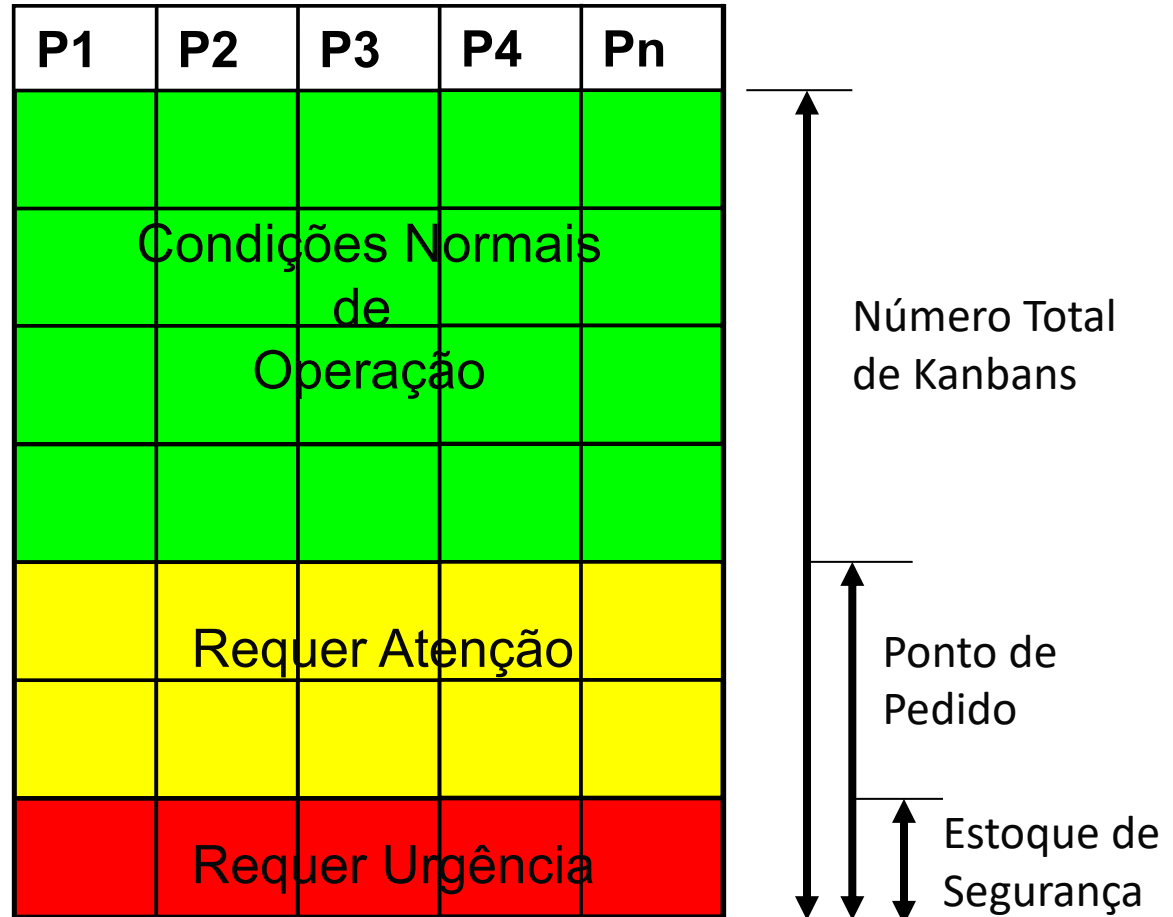 P1 P2 P3 P4 Pn
Condições Normais
de
Operação
Número Total
de Kanbans
Requer Atenção
Ponto de
Pedido
Requer Urgência
Estoque de
Segurança